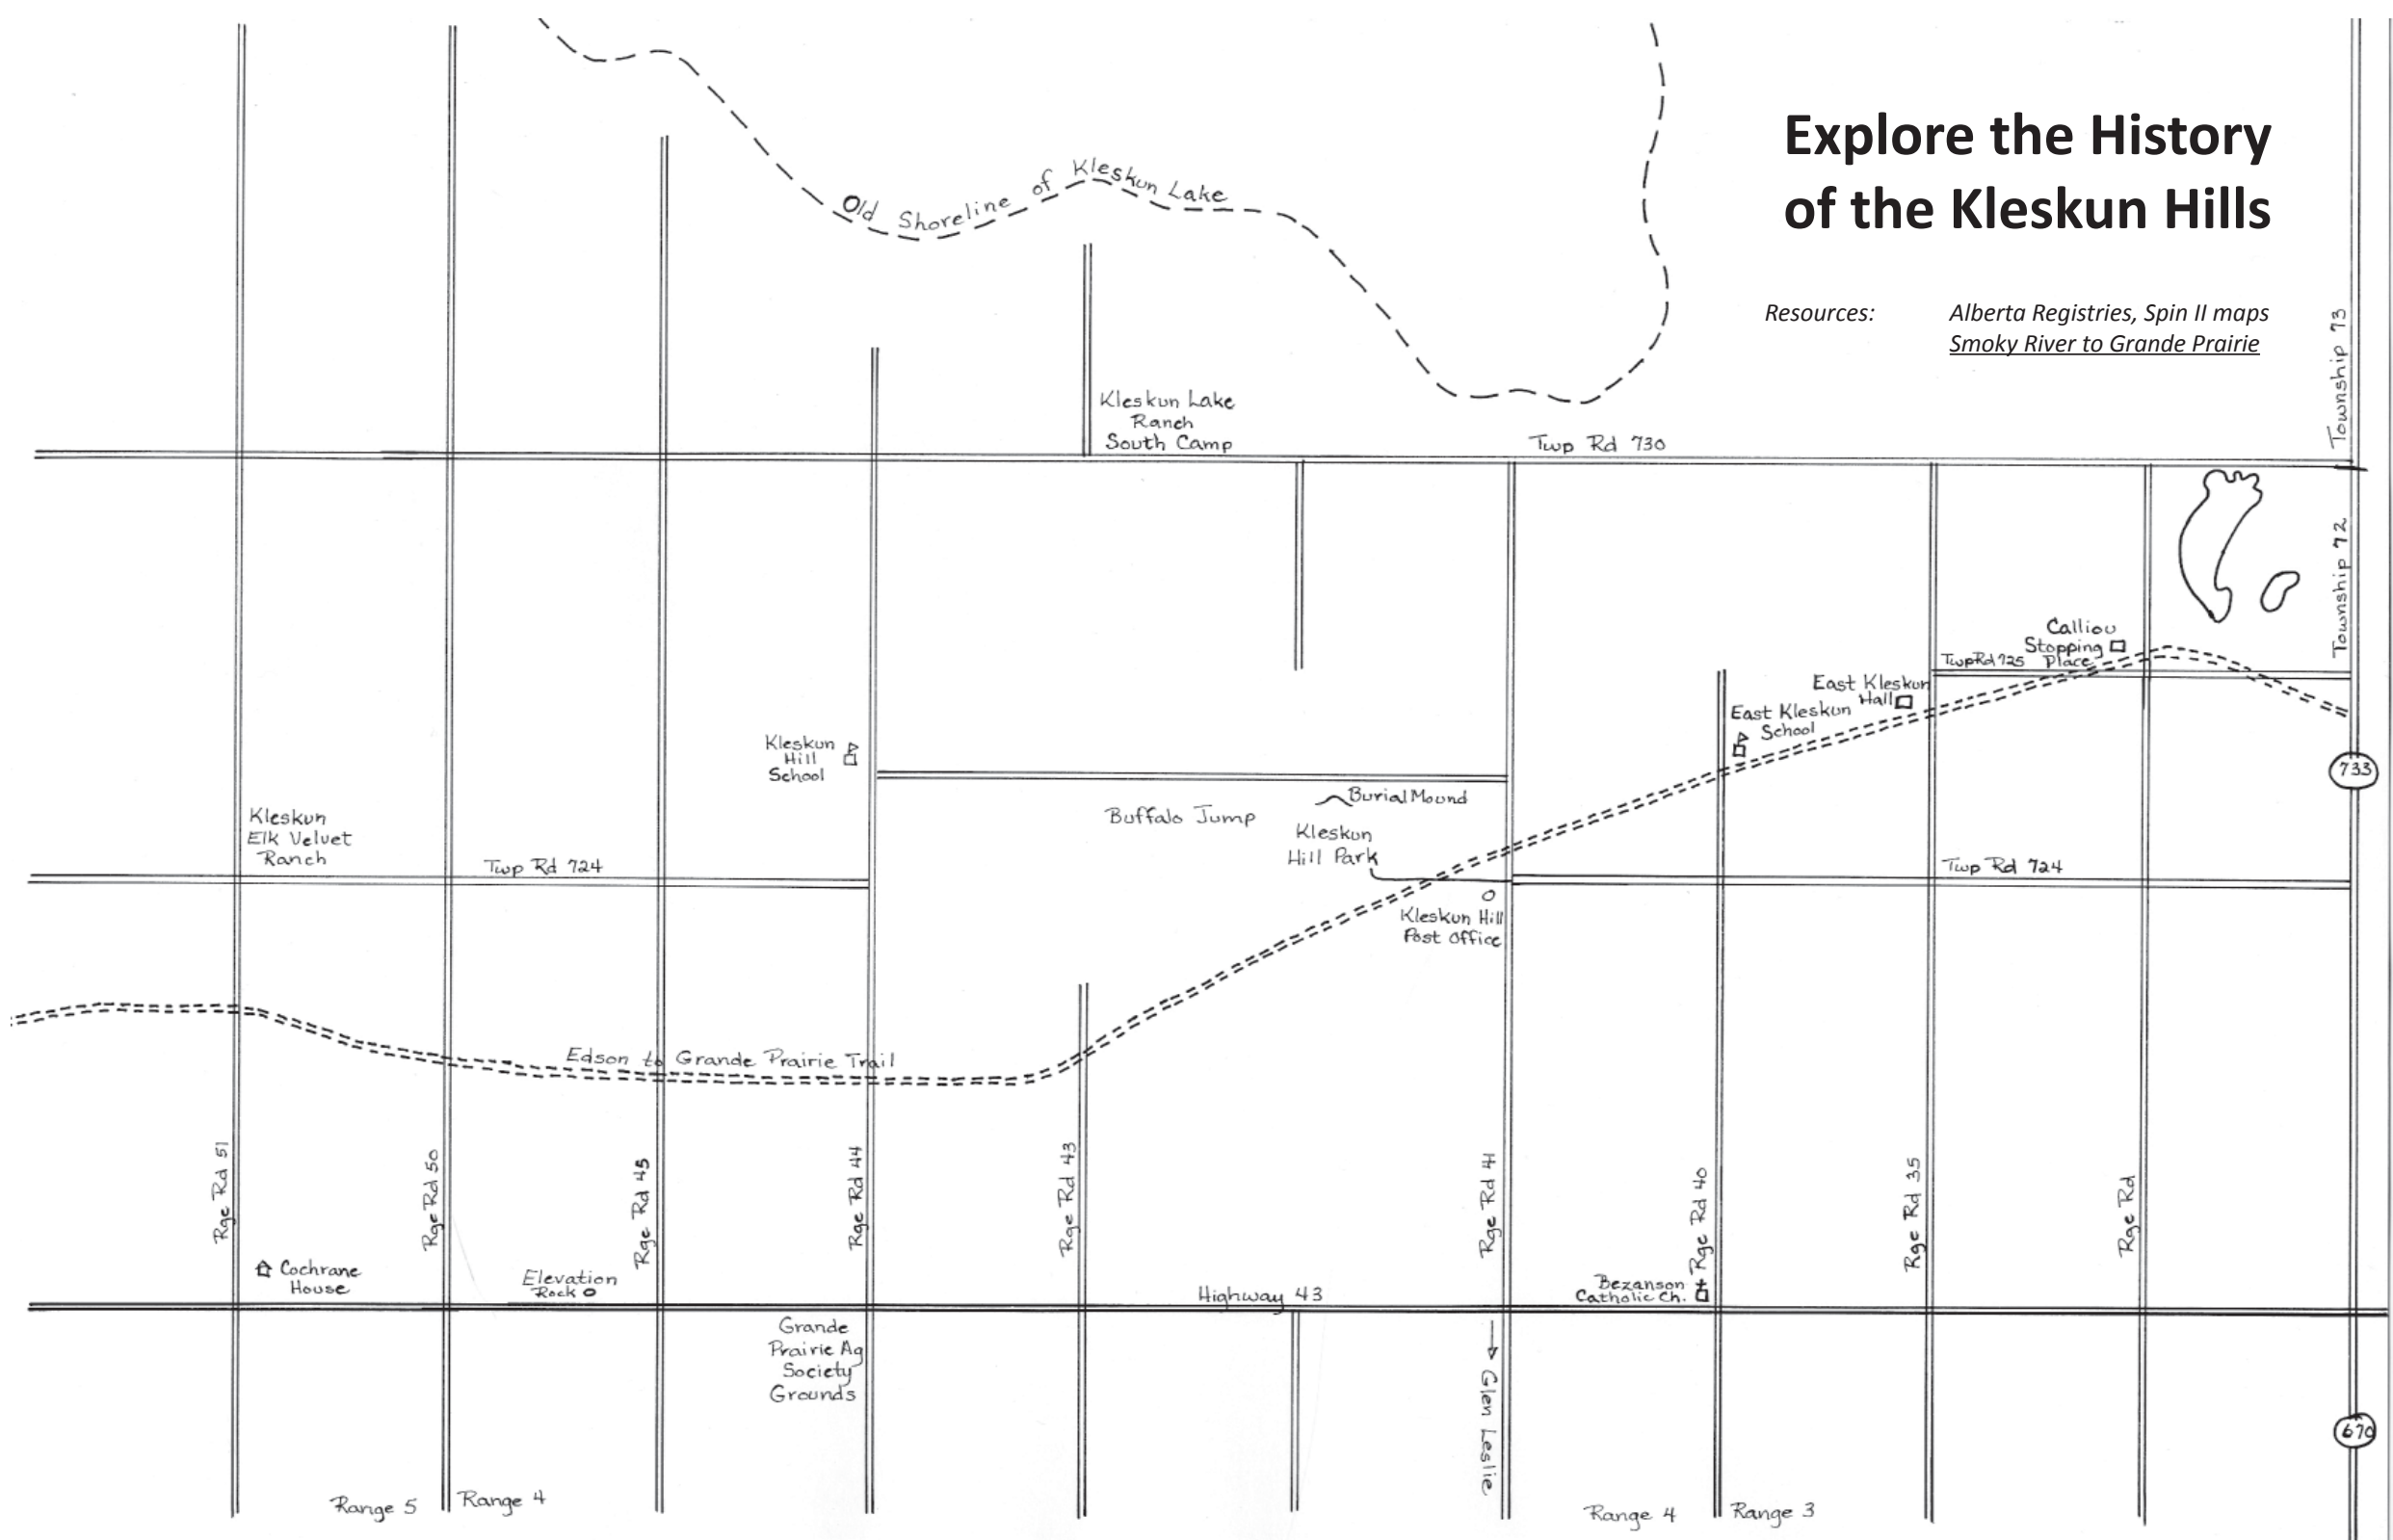 Explore the History
of the Kleskun Hills
Resources: Alberta Registries, Spin II maps
Smoky River to Grande Prairie
Old Shoreline of Kleskun Lake
Township 73
Kleskun Lake
Ranch
South Camp
Twp Rd 730
Township 72
Calliou
Stopping
Place
Twp Rd 725
East Kleskun
Hall
East Kleskun
School
Kleskun
Hill
School
733
Burial Mound
Buffalo Jump
Kleskun
Hill Park
Kleskun
Elk Velvet
Ranch
Twp Rd 724
Twp Rd 724
Kleskun Hill
Post Office
Edson to Grande Prairie Trail
Rge Rd 51
Rge Rd 50
Rge Rd 45
Rge Rd 44
Rge Rd 43
Rge Rd 41
Rge Rd 40
Rge Rd 35
Rge Rd
Cochrane
House
Elevation
Rock
Highway 43
Bezanson
Catholic Ch.
Grande
Prairie Ag
Society
Grounds
Glen Leslie
670
Range 5
Range 4
Range 4
Range 3